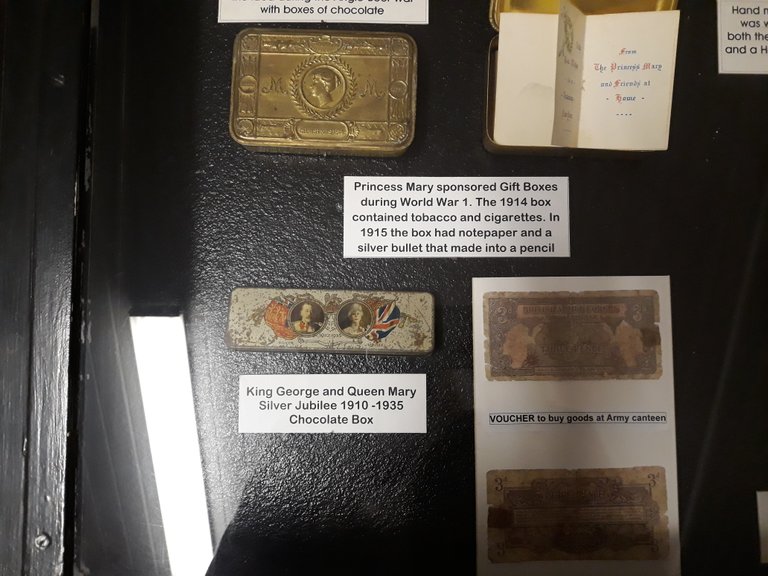 with boxes of chocolate
Hand m
was w
both the
and a H
M M
From
The Princess Mary
and Friends at
Home
Princess Mary sponsored Gift Boxes
during World War 1. The 1914 box
contained tobacco and cigarettes. In
1915 the box had notepaper and a
silver bullet that made into a pencil
King George and Queen Mary
Silver Jubilee 1910 -1935
Chocolate Box
3d
VOUCHER to buy goods at Army canteen
3d 3d